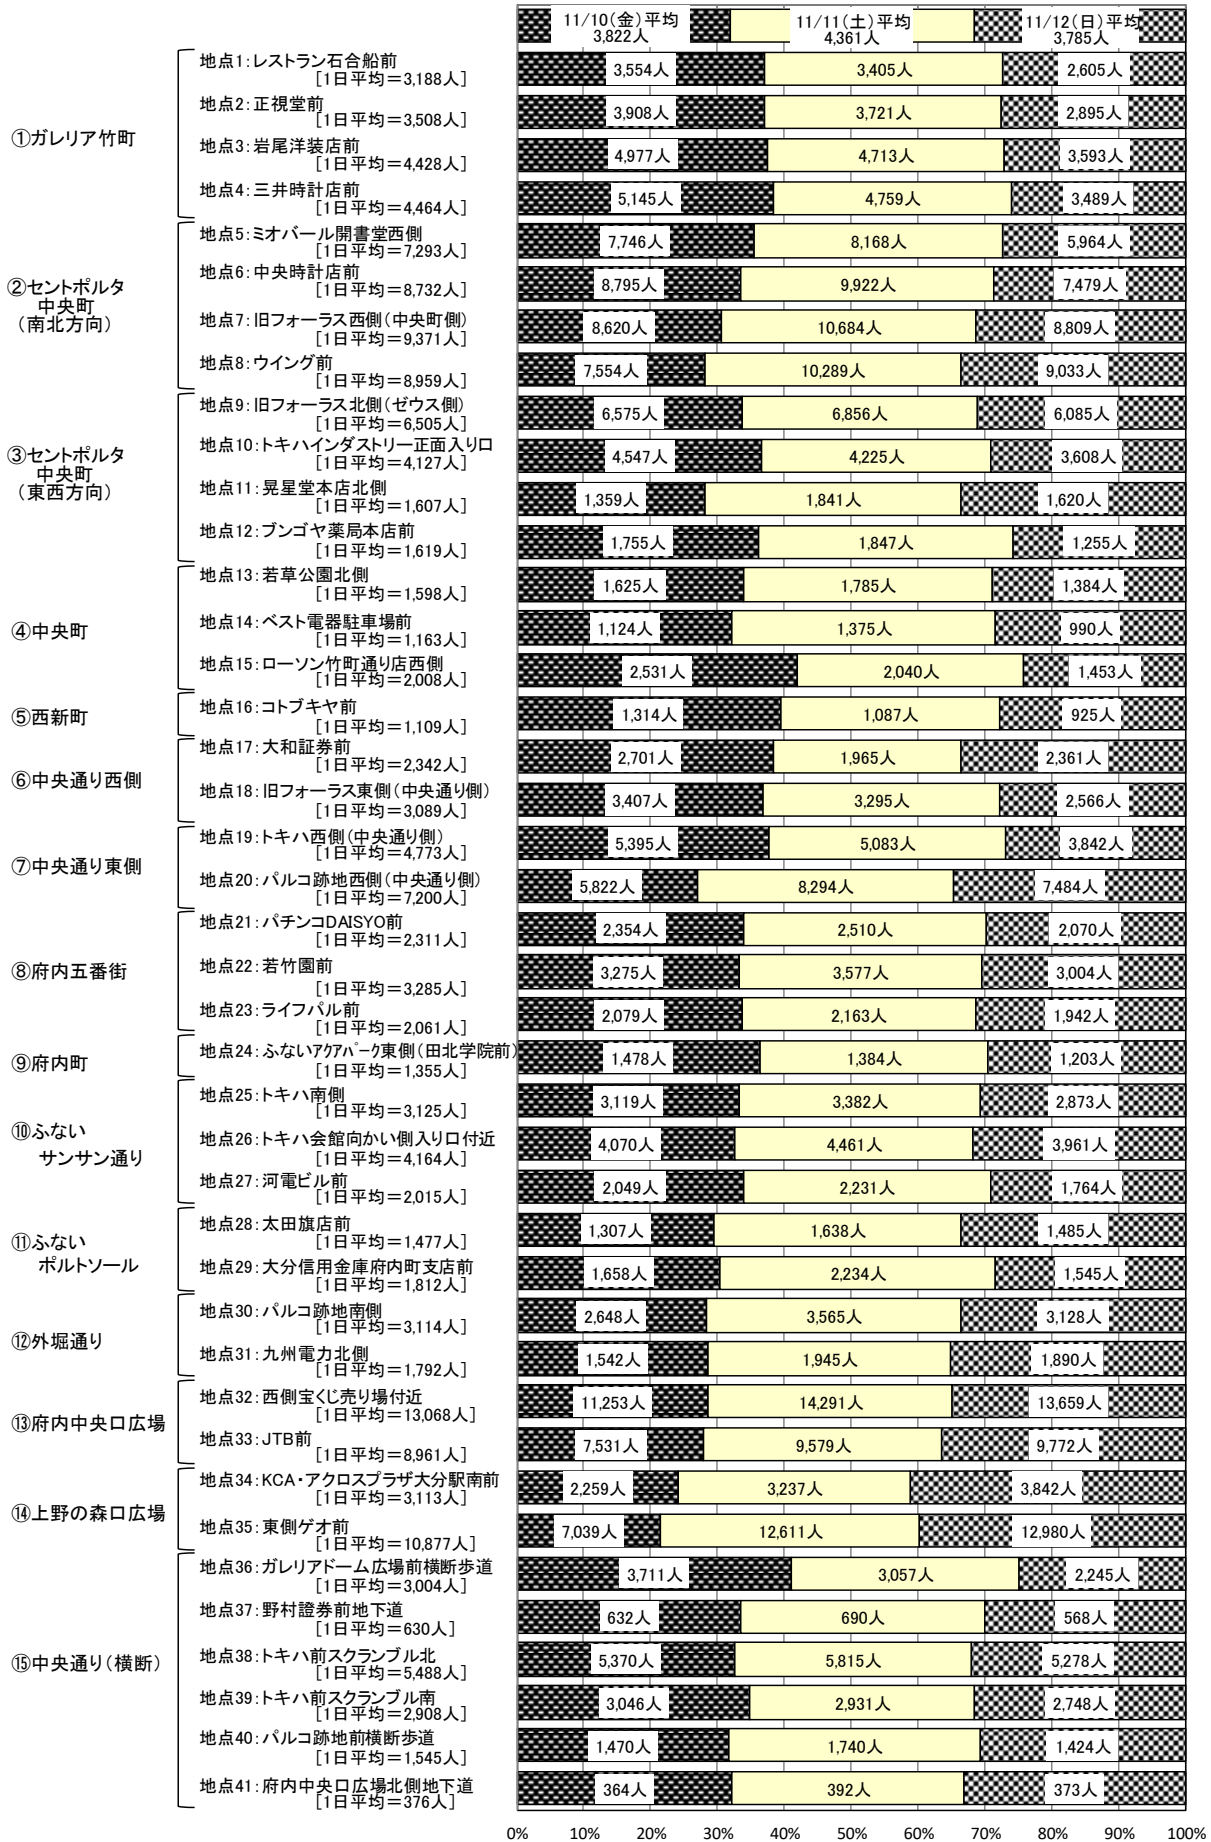 11/10(金)平均 11/11(土)平均 11/12(日)平均
3,822人 4,361人 3,785人
①ガレリア竹町
地点1:レストラン石合船前
[1日平均=3,188人] 3,554人 3,405人 2,605人
地点2:正視堂前
[1日平均=3,508人] 3,908人 3,721人 2,895人
地点3:岩尾洋装店前
[1日平均=4,428人] 4,977人 4,713人 3,593人
地点4:三井時計店前
[1日平均=4,464人] 5,145人 4,759人 3,489人
②セントポルタ
中央町
(南北方向)
地点5:ミオバール開書堂西側
[1日平均=7,293人] 7,746人 8,168人 5,964人
地点6:中央時計店前
[1日平均=8,732人] 8,795人 9,922人 7,479人
地点7:旧フォーラス西側(中央町側)
[1日平均=9,371人] 8,620人 10,684人 8,809人
地点8:ウイング前
[1日平均=8,959人] 7,554人 10,289人 9,033人
③セントポルタ
中央町
(東西方向)
地点9:旧フォーラス北側(ゼウス側)
[1日平均=6,505人] 6,575人 6,856人 6,085人
地点10:トキハインダストリー正面入り口
[1日平均=4,127人] 4,547人 4,225人 3,608人
地点11:晃星堂本店北側
[1日平均=1,607人] 1,359人 1,841人 1,620人
地点12:ブンゴヤ薬局本店前
[1日平均=1,619人] 1,755人 1,847人 1,255人
④中央町
地点13:若草公園北側
[1日平均=1,598人] 1,625人 1,785人 1,384人
地点14:ベスト電器駐車場前
[1日平均=1,163人] 1,124人 1,375人 990人
地点15:ローソン竹町通り店西側
[1日平均=2,008人] 2,531人 2,040人 1,453人
⑤西新町
地点16:コトブキヤ前
[1日平均=1,109人] 1,314人 1,087人 925人
⑥中央通り西側
地点17:大和証券前
[1日平均=2,342人] 2,701人 1,965人 2,361人
地点18:旧フォーラス東側(中央通り側)
[1日平均=3,089人] 3,407人 3,295人 2,566人
⑦中央通り東側
地点19:トキハ西側(中央通り側)
[1日平均=4,773人] 5,395人 5,083人 3,842人
地点20:パルコ跡地西側(中央通り側)
[1日平均=7,200人] 5,822人 8,294人 7,484人
⑧府内五番街
地点21:パチンコDAISYO前
[1日平均=2,311人] 2,354人 2,510人 2,070人
地点22:若竹園前
[1日平均=3,285人] 3,275人 3,577人 3,004人
地点23:ライフパル前
[1日平均=2,061人] 2,079人 2,163人 1,942人
⑨府内町
地点24:ふないｱｸｱﾊﾟｰｸ東側(田北学院前)
[1日平均=1,355人] 1,478人 1,384人 1,203人
⑩ふない
サンサン通り
地点25:トキハ南側
[1日平均=3,125人] 3,119人 3,382人 2,873人
地点26:トキハ会館向かい側入り口付近
[1日平均=4,164人] 4,070人 4,461人 3,961人
地点27:河電ビル前
[1日平均=2,015人] 2,049人 2,231人 1,764人
⑪ふない
ポルトソール
地点28:太田旗店前
[1日平均=1,477人] 1,307人 1,638人 1,485人
地点29:大分信用金庫府内町支店前
[1日平均=1,812人] 1,658人 2,234人 1,545人
⑫外堀通り
地点30:パルコ跡地南側
[1日平均=3,114人] 2,648人 3,565人 3,128人
地点31:九州電力北側
[1日平均=1,792人] 1,542人 1,945人 1,890人
⑬府内中央口広場
地点32:西側宝くじ売り場付近
[1日平均=13,068人] 11,253人 14,291人 13,659人
地点33:JTB前
[1日平均=8,961人] 7,531人 9,579人 9,772人
⑭上野の森口広場
地点34:KCA・アクロスプラザ大分駅南前
[1日平均=3,113人] 2,259人 3,237人 3,842人
地点35:東側ゲオ前
[1日平均=10,877人] 7,039人 12,611人 12,980人
⑮中央通り(横断)
地点36:ガレリアドーム広場前横断歩道
[1日平均=3,004人] 3,711人 3,057人 2,245人
地点37:野村證券前地下道
[1日平均=630人] 632人 690人 568人
地点38:トキハ前スクランブル北
[1日平均=5,488人] 5,370人 5,815人 5,278人
地点39:トキハ前スクランブル南
[1日平均=2,908人] 3,046人 2,931人 2,748人
地点40:パルコ跡地前横断歩道
[1日平均=1,545人] 1,470人 1,740人 1,424人
地点41:府内中央口広場北側地下道
[1日平均=376人] 364人 392人 373人
0% 10% 20% 30% 40% 50% 60% 70% 80% 90% 100%